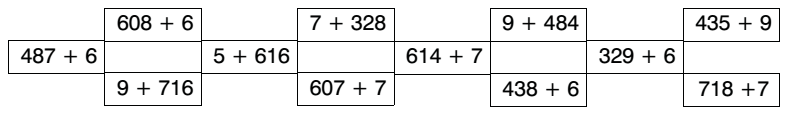 608 + 6 7 + 328 9 + 484 435 + 9
487 + 6 5 + 616 614 + 7 329 + 6
9 + 716 607 + 7 438 + 6 718 +7